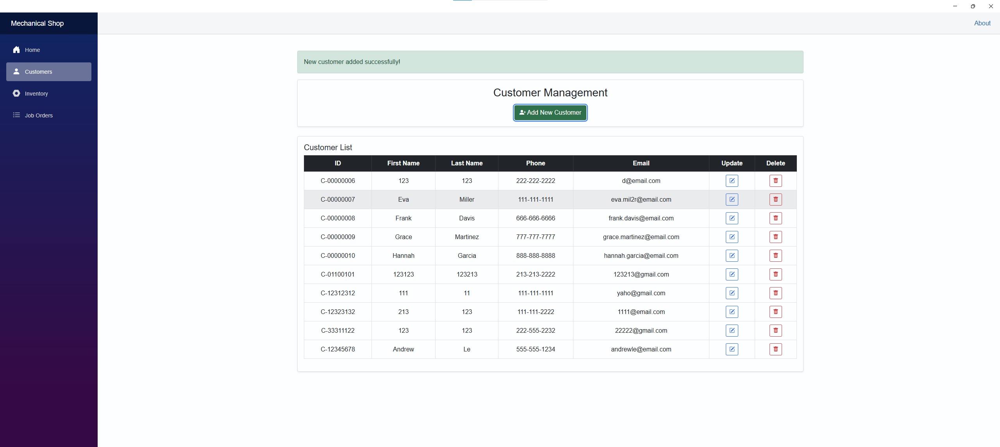 Mechanical Shop
About
Home
Customers
Inventory
Job Orders
New customer added successfully!
Customer Management
Add New Customer
Customer List
ID First Name Last Name Phone Email Update Delete
C-00000006 123 123 222-222-2222 d@email.com
C-00000007 Eva Miller 111-111-1111 eva.mil2r@email.com
C-00000008 Frank Davis 666-666-6666 frank.davis@email.com
C-00000009 Grace Martinez 777-777-7777 grace.martinez@email.com
C-00000010 Hannah Garcia 888-888-8888 hannah.garcia@email.com
C-01100101 123123 123213 213-213-2222 123213@gmail.com
C-12312312 111 11 111-111-1111 yaho@gmail.com
C-12323132 213 123 111-111-2222 1111@email.com
C-33311122 123 123 222-555-2232 22222@gmail.com
C-12345678 Andrew Le 555-555-1234 andrewle@email.com